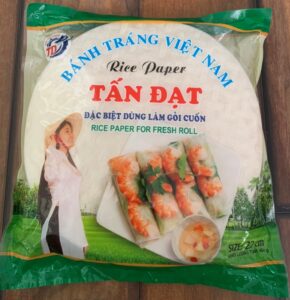 TĐ
BÁNH TRÁNG VIỆT NAM
Rice Paper
TẤN ĐẠT
ĐẶC BIỆT DÙNG LÀM GỎI CUỐN
RICE PAPER FOR FRESH ROLL
SIZE: 22cm